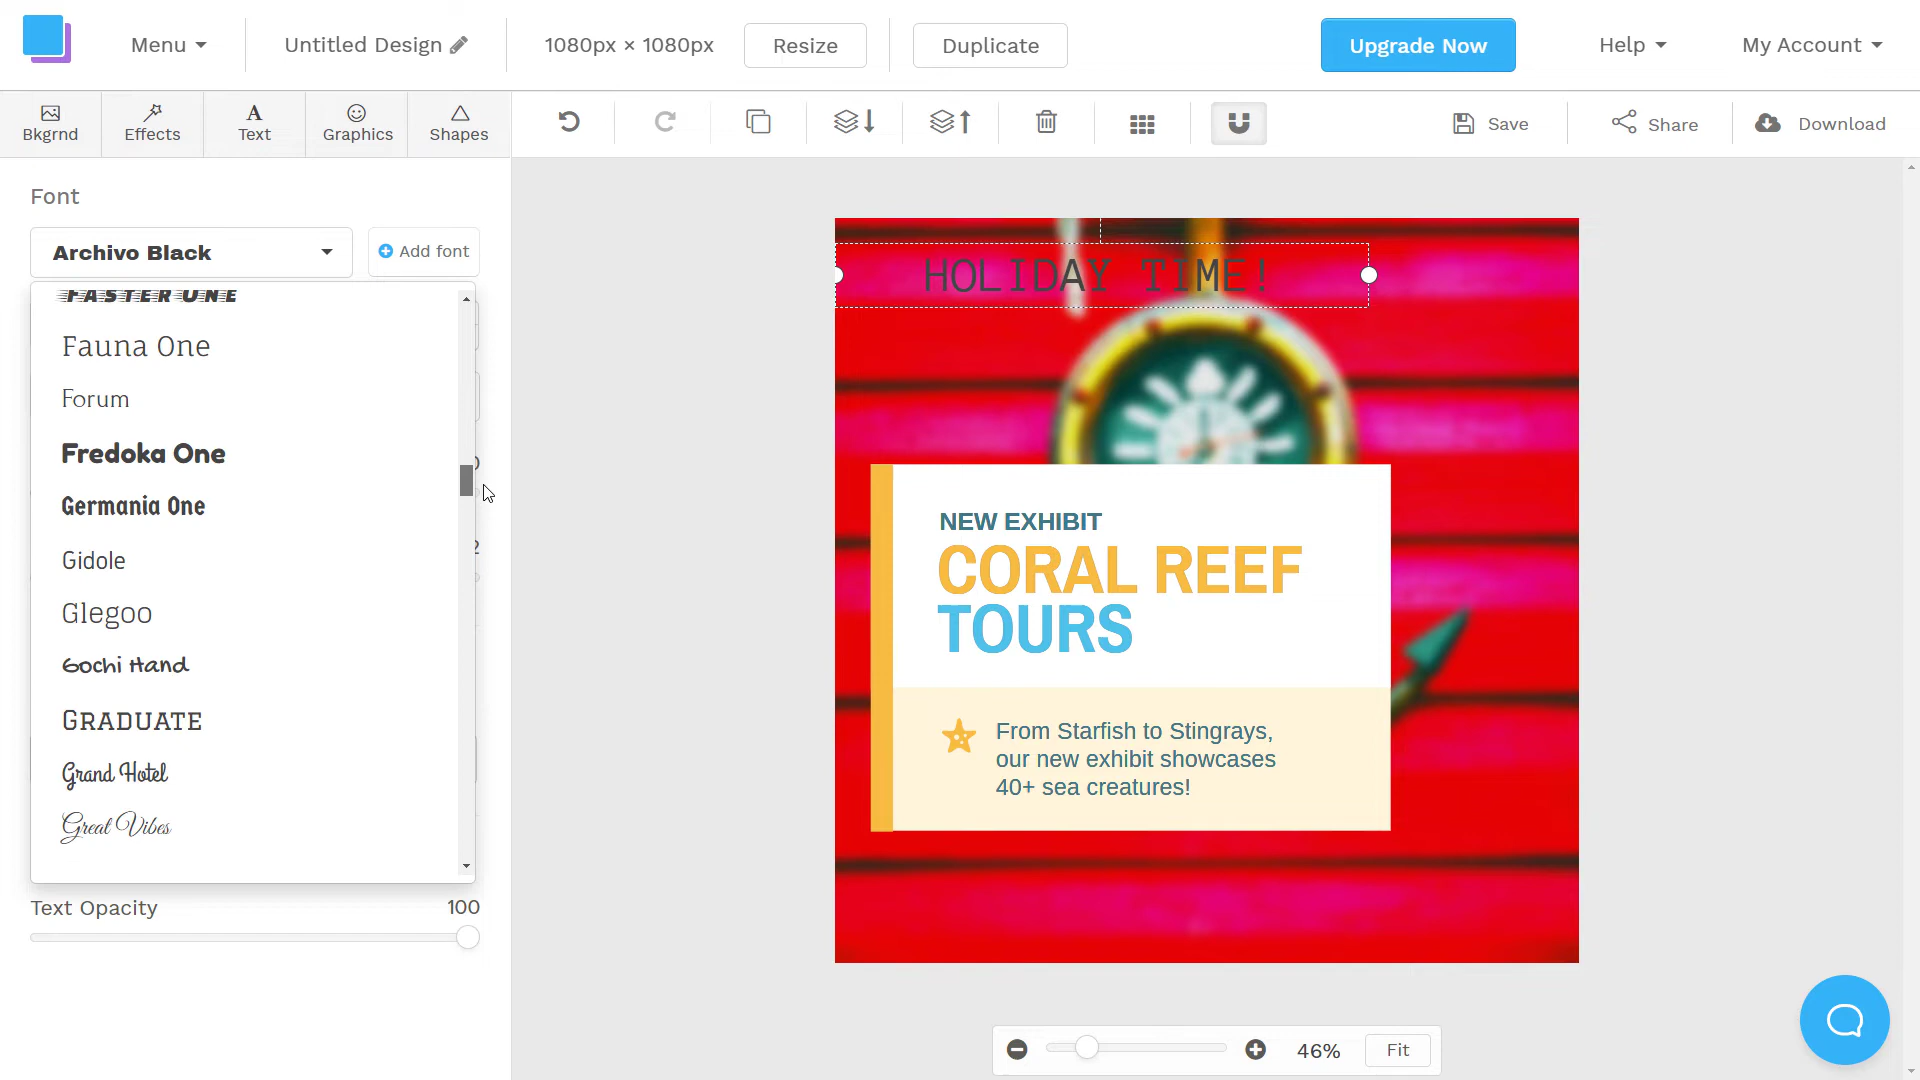 Menu
Untitled Design
1080px × 1080px
Resize
Duplicate
Upgrade Now
Help
My Account
Bkgrnd
Effects
Text
Graphics
Shapes
Save
Share
Download
Font
Archivo Black
Add font
FASTER ONE
Fauna One
Forum
Fredoka One
Germania One
Gidole
Glegoo
Gochi Hand
GRADUATE
Grand Hotel
Great Vibes
Text Opacity
100
HOLIDAY TIME!
NEW EXHIBIT
CORAL REEF
TOURS
From Starfish to Stingrays,
our new exhibit showcases
40+ sea creatures!
46%
Fit